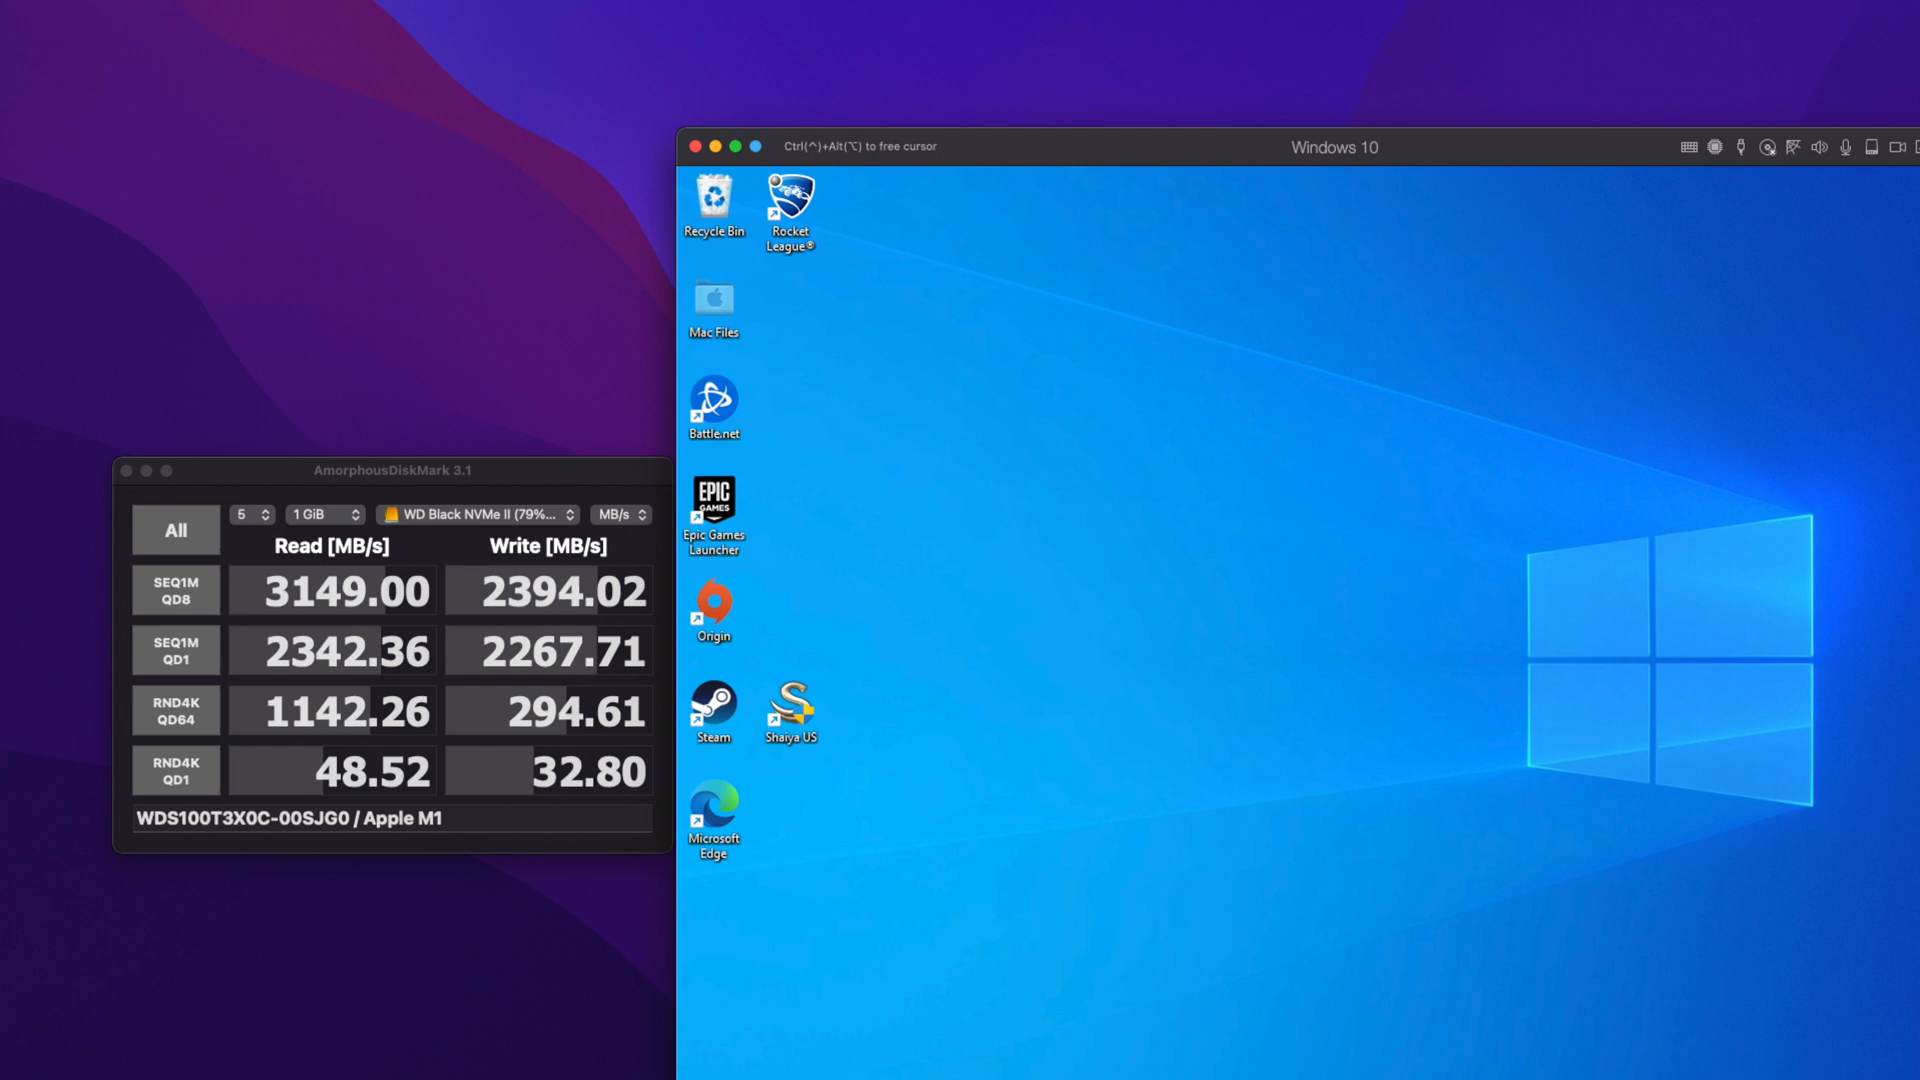 Ctrl(^)+Alt(⌥) to free cursor
Windows 10
Recycle Bin
Rocket
League®
Mac Files
Battle.net
EPIC
GAMES
Epic Games
Launcher
Origin
Steam
Shaiya US
Microsoft
Edge
AmorphousDiskMark 3.1
All
5
1 GiB
WD Black NVMe II (79%...
MB/s
Read [MB/s]
Write [MB/s]
SEQ1M
QD8
3149.00
2394.02
SEQ1M
QD1
2342.36
2267.71
RND4K
QD64
1142.26
294.61
RND4K
QD1
48.52
32.80
WDS100T3X0C-00SJG0 / Apple M1